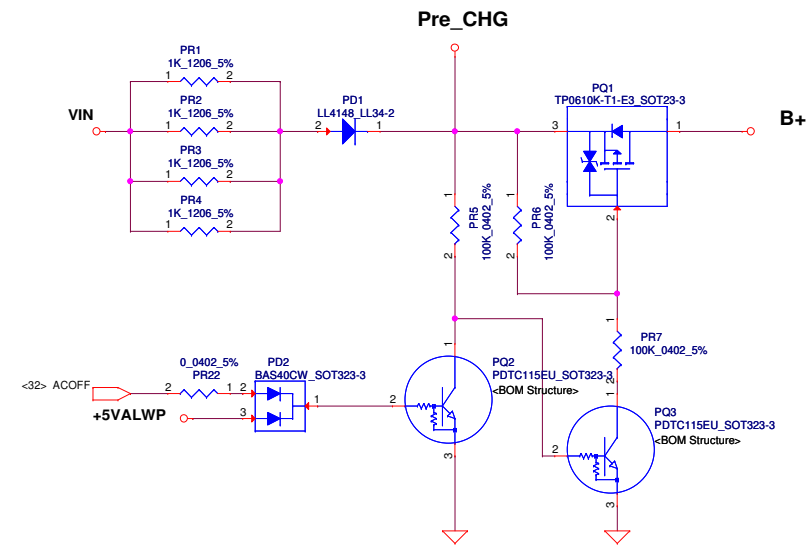 Pre_CHG
PR1
1K_1206_5%
1 2
PR2
1K_1206_5%
1 2
PR3
1K_1206_5%
1 2
PR4
1K_1206_5%
1 2
VIN
PD1
LL4148_LL34-2
2 1
PQ1
TP0610K-T1-E3_SOT23-3
3 1
2
B+
1
PR5
100K_0402_5%
2
1
PR6
100K_0402_5%
2
1
PR7
100K_0402_5%
2
0_0402_5%
PR22
<32> ACOFF
2 1
+5VALWP
PD2
BAS40CW_SOT323-3
2
3
1
PQ2
PDTC115EU_SOT323-3
<BOM Structure>
1
2
3
PQ3
PDTC115EU_SOT323-3
<BOM Structure>
1
2
3